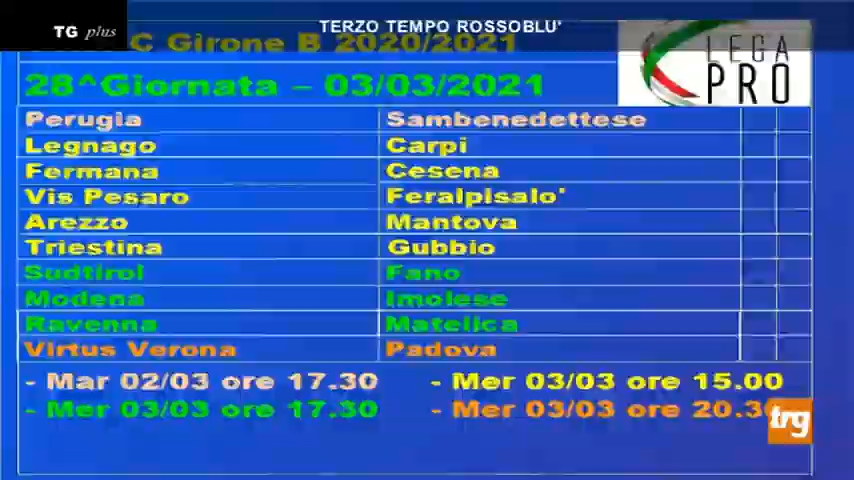 TG plus
TERZO TEMPO ROSSOBLU'
C Girone B 2020/2021
LEGA
PRO
28^Giornata – 03/03/2021
Perugia Sambenedettese
Legnago Carpi
Fermana Cesena
Vis Pesaro Feralpisalo'
Arezzo Mantova
Triestina Gubbio
Sudtirol Fano
Modena Imolese
Ravenna Matelica
Virtus Verona Padova
- Mar 02/03 ore 17.30 - Mer 03/03 ore 15.00
- Mer 03/03 ore 17.30 - Mer 03/03 ore 20.30
trg